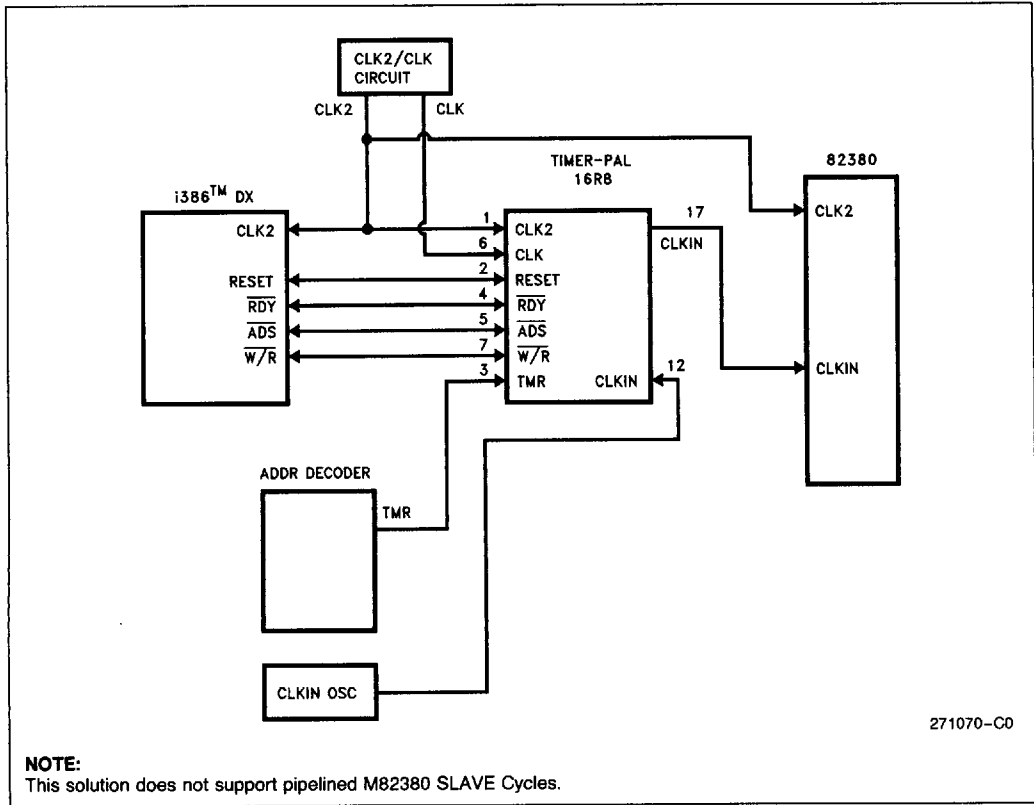 CLK2/CLK
CIRCUIT
CLK2 CLK
TIMER-PAL
16R8
82380
i386™ DX
17
CLK2
1
CLK2
CLKIN
CLK2
6
CLK
RESET
2
RESET
RDY
4
RDY
ADS
5
ADS
W/R
7
W/R
12
3
TMR
CLKIN
CLKIN
ADDR DECODER
TMR
CLKIN OSC
271070-C0
NOTE:
This solution does not support pipelined M82380 SLAVE Cycles.